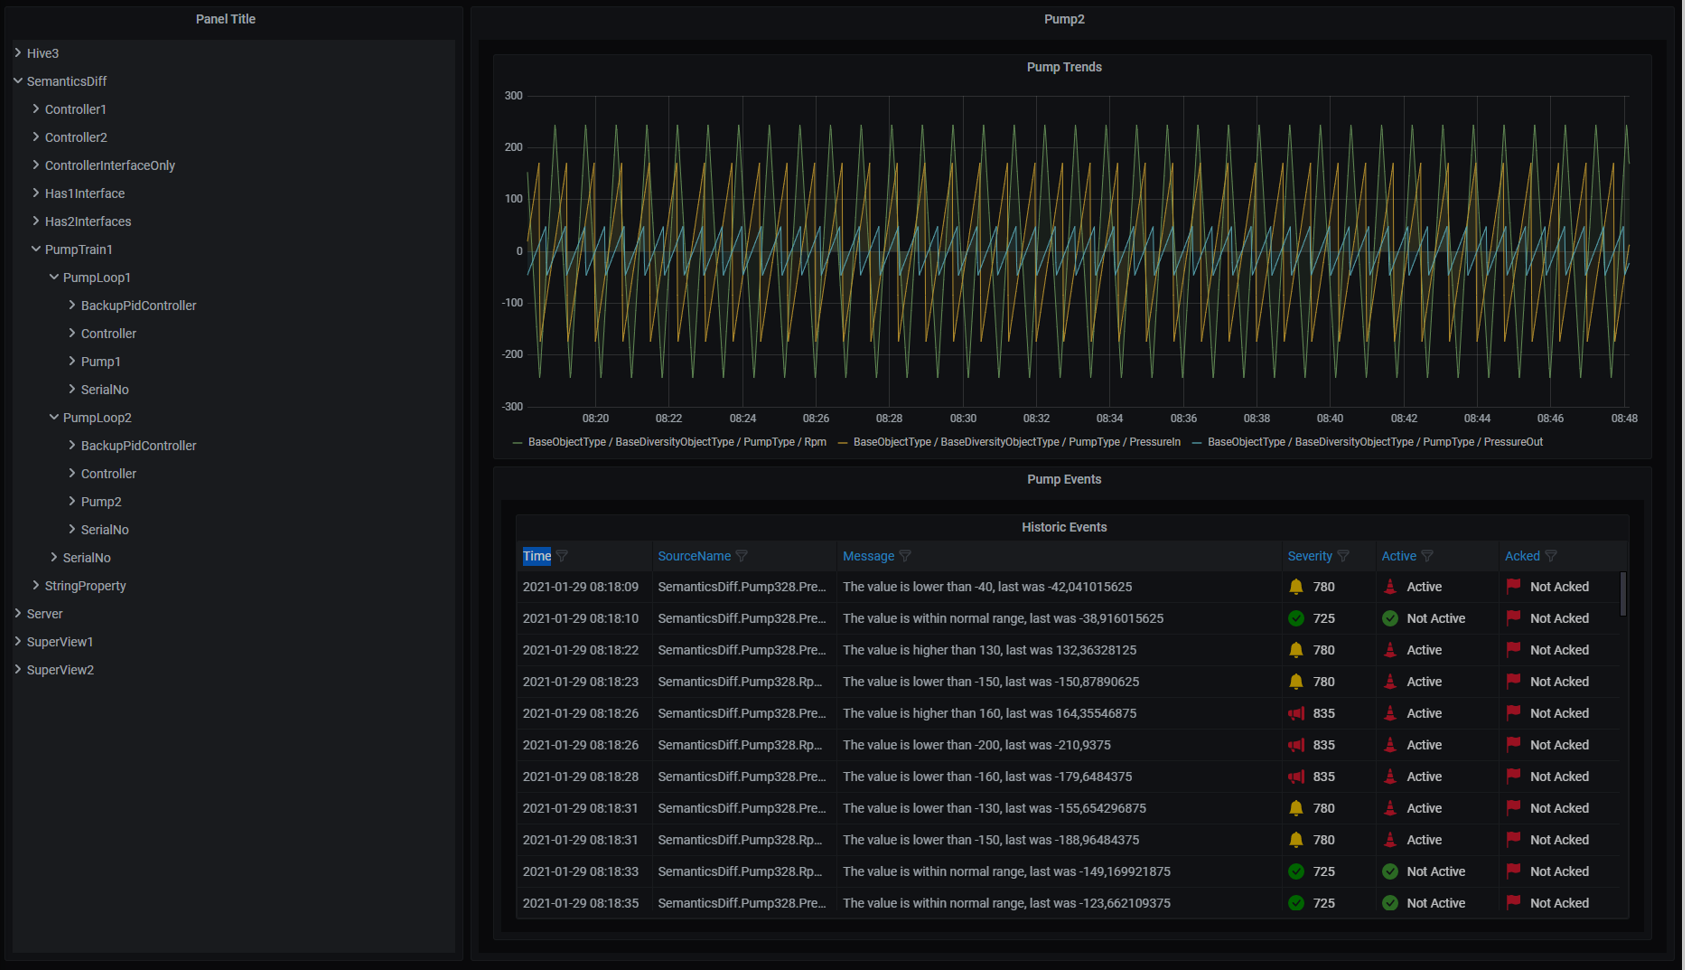 Panel Title
Hive3
SemanticsDiff
Controller1
Controller2
ControllerInterfaceOnly
Has1Interface
Has2Interfaces
PumpTrain1
PumpLoop1
BackupPidController
Controller
Pump1
SerialNo
PumpLoop2
BackupPidController
Controller
Pump2
SerialNo
SerialNo
StringProperty
Server
SuperView1
SuperView2
Pump2
Pump Trends
300
200
100
0
-100
-200
-300
08:20 08:22 08:24 08:26 08:28 08:30 08:32 08:34 08:36 08:38 08:40 08:42 08:44 08:46 08:48
BaseObjectType / BaseDiversityObjectType / PumpType / Rpm BaseObjectType / BaseDiversityObjectType / PumpType / PressureIn BaseObjectType / BaseDiversityObjectType / PumpType / PressureOut
Pump Events
Historic Events
Time SourceName Message Severity Active Acked
2021-01-29 08:18:09 SemanticsDiff.Pump328.Pre... The value is lower than -40, last was -42,041015625 780 Active Not Acked
2021-01-29 08:18:10 SemanticsDiff.Pump328.Pre... The value is within normal range, last was -38,916015625 725 Not Active Not Acked
2021-01-29 08:18:22 SemanticsDiff.Pump328.Pre... The value is higher than 130, last was 132,36328125 780 Active Not Acked
2021-01-29 08:18:23 SemanticsDiff.Pump328.Rp... The value is lower than -150, last was -150,87890625 780 Active Not Acked
2021-01-29 08:18:26 SemanticsDiff.Pump328.Pre... The value is higher than 160, last was 164,35546875 835 Active Not Acked
2021-01-29 08:18:26 SemanticsDiff.Pump328.Rp... The value is lower than -200, last was -210,9375 835 Active Not Acked
2021-01-29 08:18:28 SemanticsDiff.Pump328.Pre... The value is lower than -160, last was -179,6484375 835 Active Not Acked
2021-01-29 08:18:31 SemanticsDiff.Pump328.Pre... The value is lower than -130, last was -155,654296875 780 Active Not Acked
2021-01-29 08:18:31 SemanticsDiff.Pump328.Rp... The value is lower than -150, last was -188,96484375 780 Active Not Acked
2021-01-29 08:18:33 SemanticsDiff.Pump328.Rp... The value is within normal range, last was -149,169921875 725 Not Active Not Acked
2021-01-29 08:18:35 SemanticsDiff.Pump328.Pre... The value is within normal range, last was -123,662109375 725 Not Active Not Acked